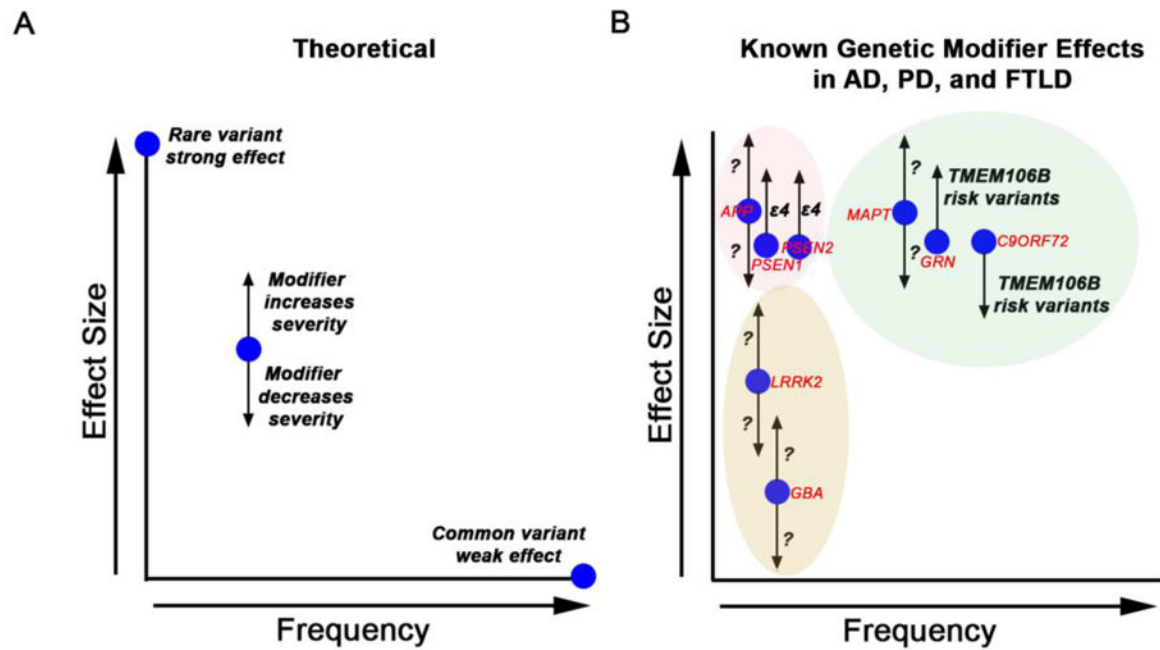 A
Theoretical
Rare variant
strong effect
Modifier
increases
severity
Modifier
decreases
severity
Common variant
weak effect
Effect Size
Frequency
B
Known Genetic Modifier Effects
in AD, PD, and FTLD
?
APP
?
ε4
PSEN1
ε4
PSEN2
?
MAPT
?
TMEM106B
risk variants
GRN
C9ORF72
TMEM106B
risk variants
?
LRRK2
?
?
GBA
?
Effect Size
Frequency